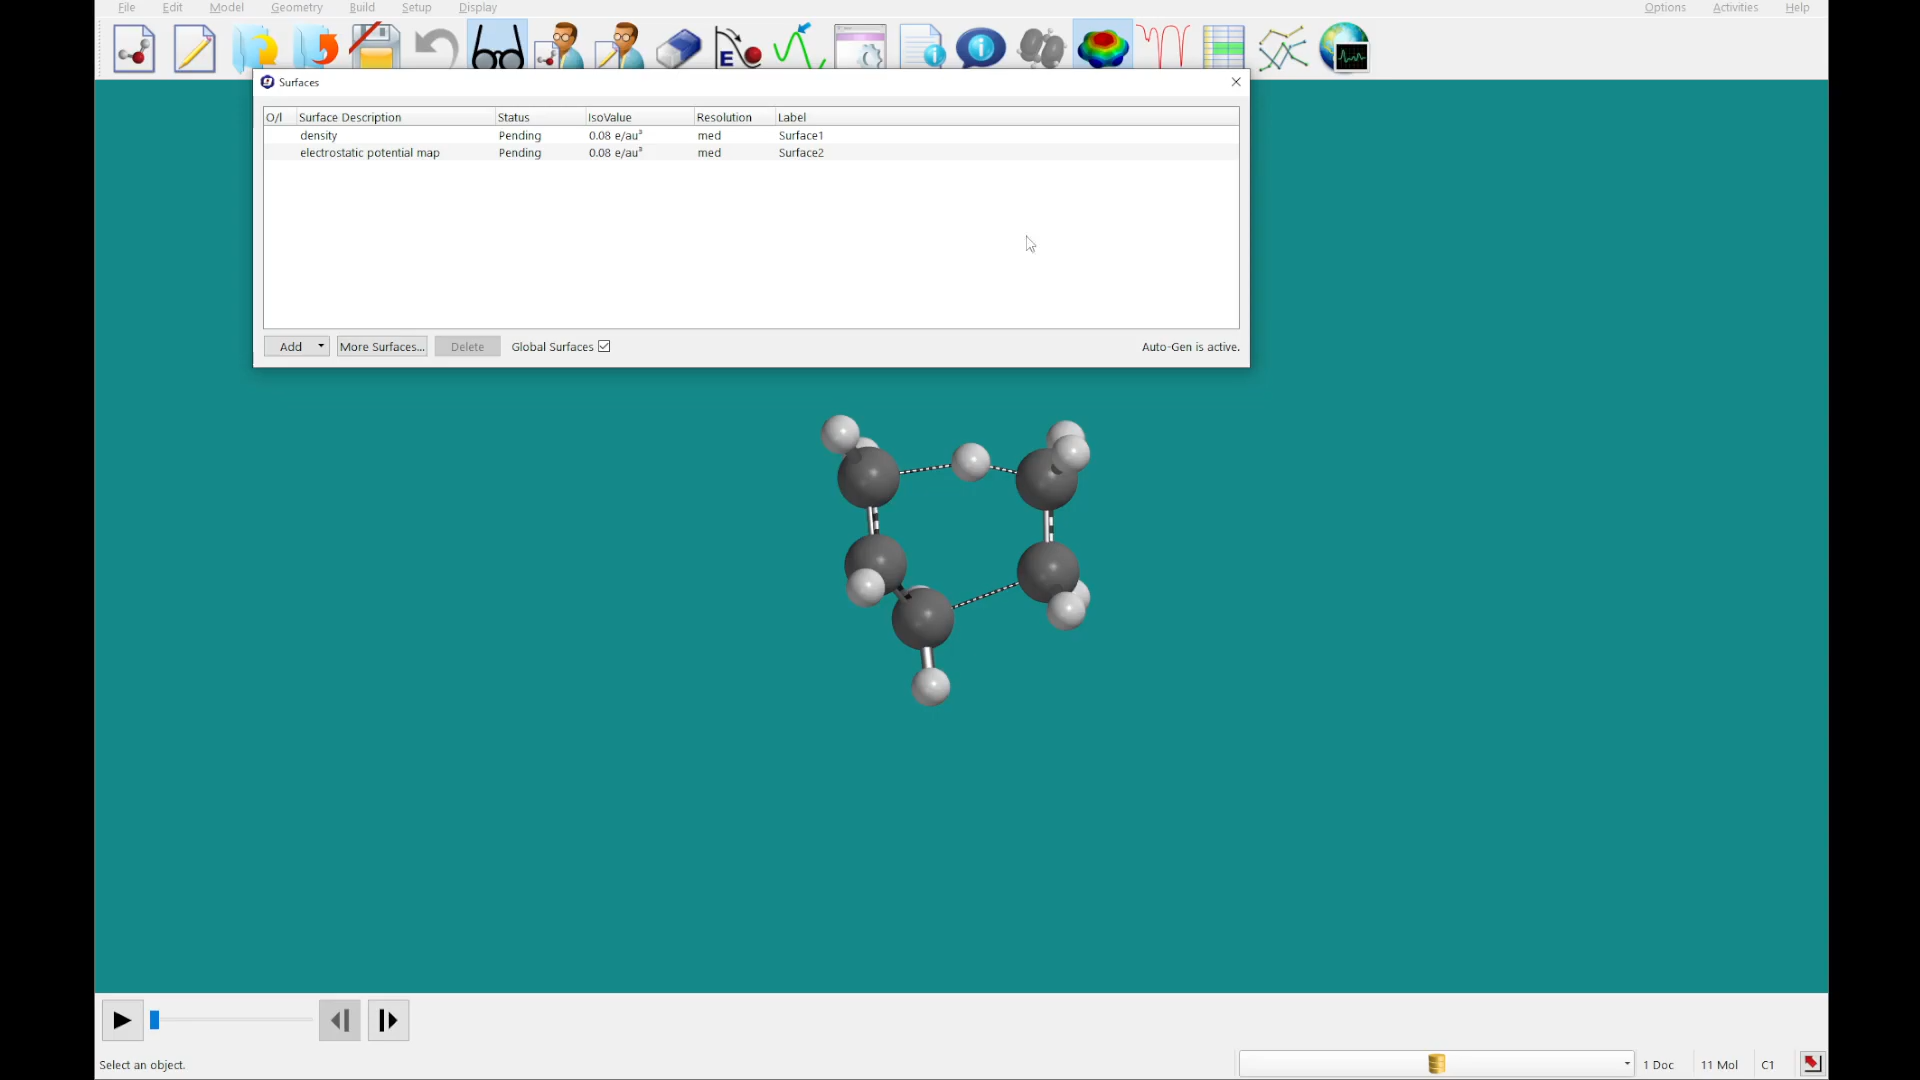 File Edit Model Geometry Build Setup Display Options Activities Help
Surfaces
O/I Surface Description Status IsoValue Resolution Label
density Pending 0.08 e/au³ med Surface1
electrostatic potential map Pending 0.08 e/au³ med Surface2
Add More Surfaces... Delete Global Surfaces Auto-Gen is active.
Select an object. 1 Doc 11 Mol C1